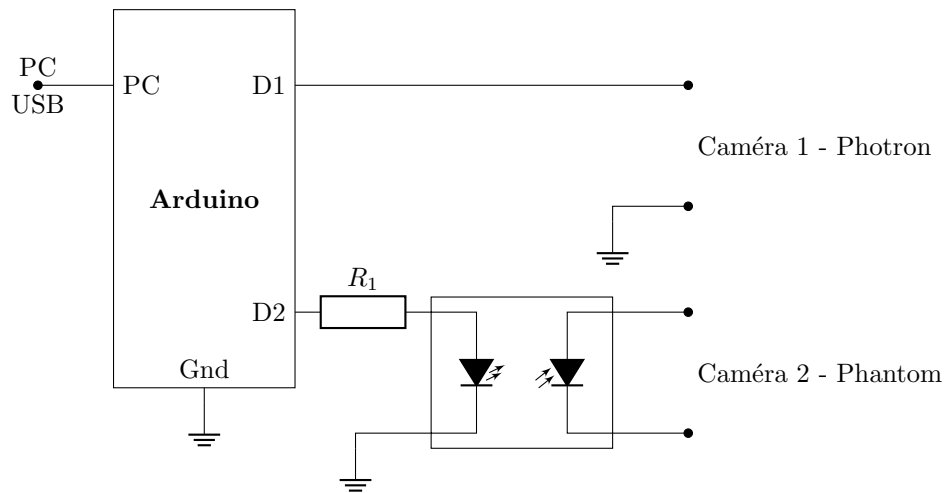 PC
USB
PC
D1
Caméra 1 - Photron
Arduino
R₁
D2
Gnd
Caméra 2 - Phantom